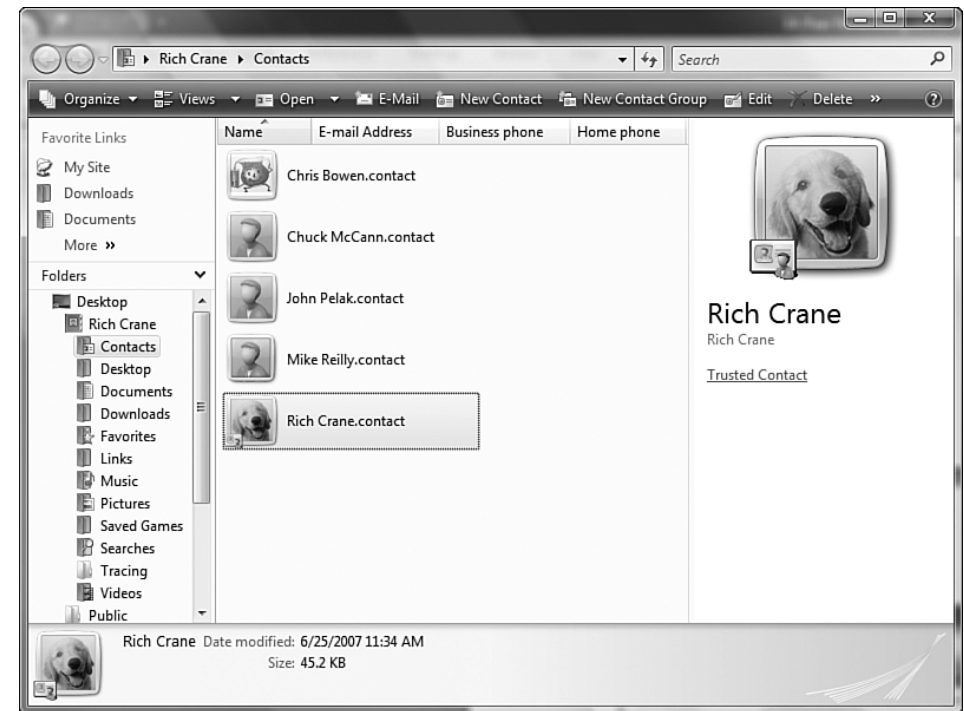 Rich Crane Contacts
Search
Organize Views Open E-Mail New Contact New Contact Group Edit Delete »
Favorite Links
My Site
Downloads
Documents
More »
Folders
Desktop
Rich Crane
Contacts
Desktop
Documents
Downloads
Favorites
Links
Music
Pictures
Saved Games
Searches
Tracing
Videos
Public
Name E-mail Address Business phone Home phone
Chris Bowen.contact
Chuck McCann.contact
John Pelak.contact
Mike Reilly.contact
Rich Crane.contact
Rich Crane
Rich Crane
Trusted Contact
Rich Crane Date modified: 6/25/2007 11:34 AM
Size: 45.2 KB